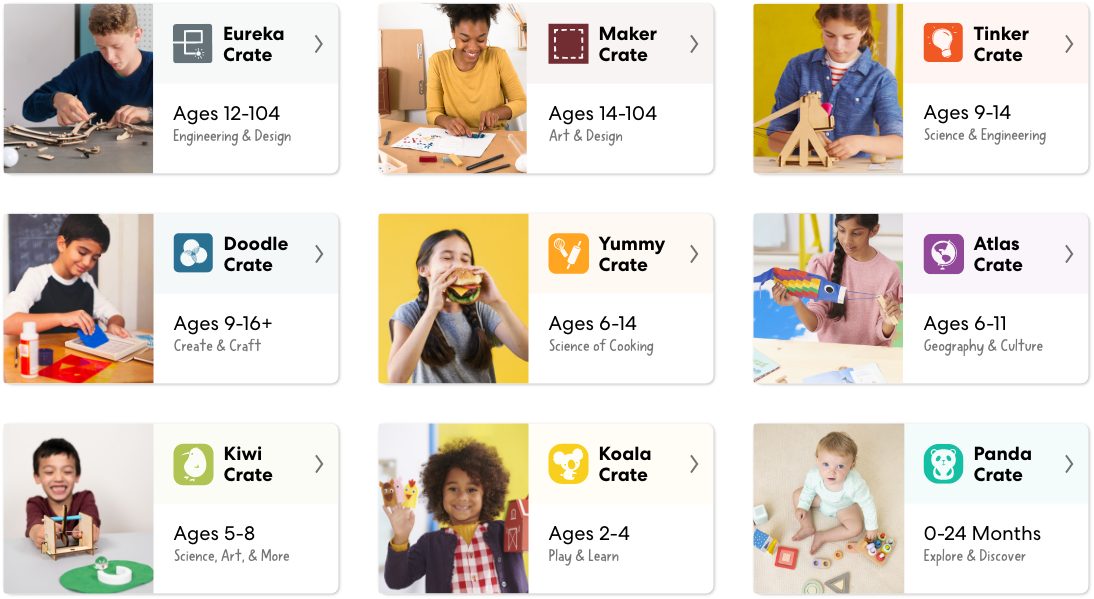 Eureka
Crate
Ages 12-104
Engineering & Design
Maker
Crate
Ages 14-104
Art & Design
Tinker
Crate
Ages 9-14
Science & Engineering
Doodle
Crate
Ages 9-16+
Create & Craft
Yummy
Crate
Ages 6-14
Science of Cooking
Atlas
Crate
Ages 6-11
Geography & Culture
Kiwi
Crate
Ages 5-8
Science, Art, & More
Koala
Crate
Ages 2-4
Play & Learn
Panda
Crate
0-24 Months
Explore & Discover